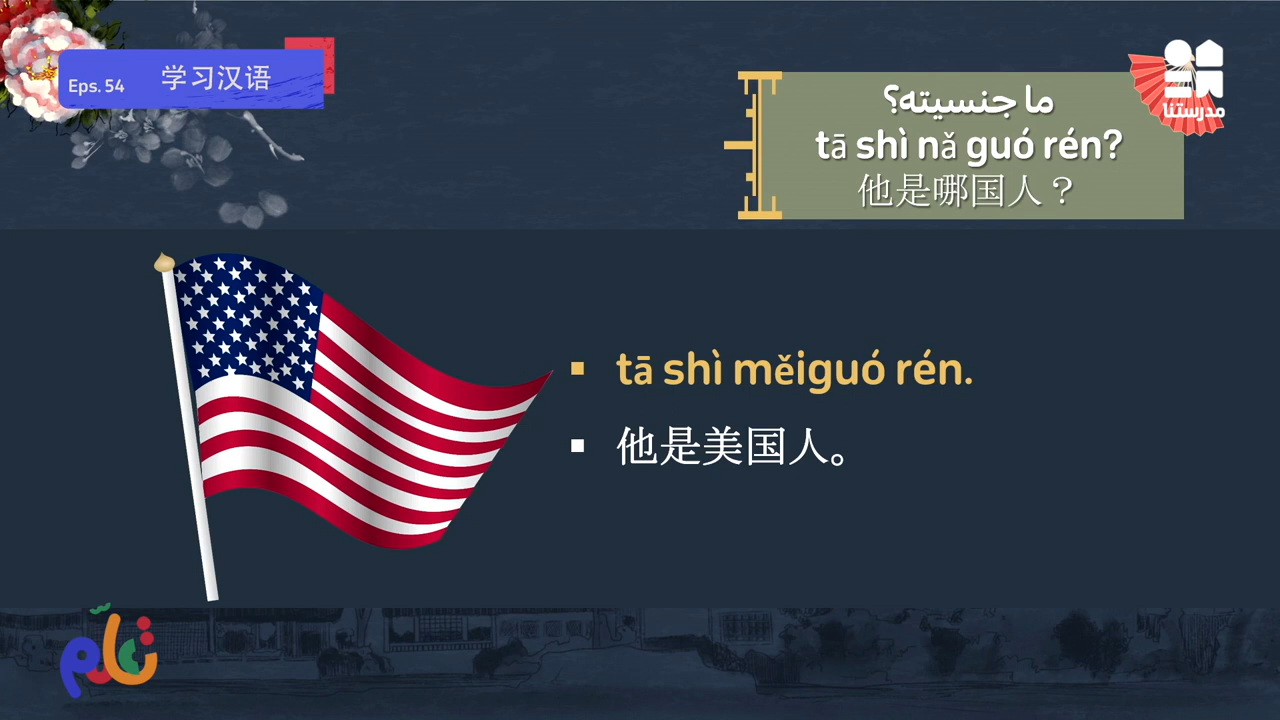 Eps. 54
学习汉语
مدرستنا
ما جنسيته؟
tā shì nǎ guó rén?
他是哪国人？
tā shì měiguó rén.
他是美国人。